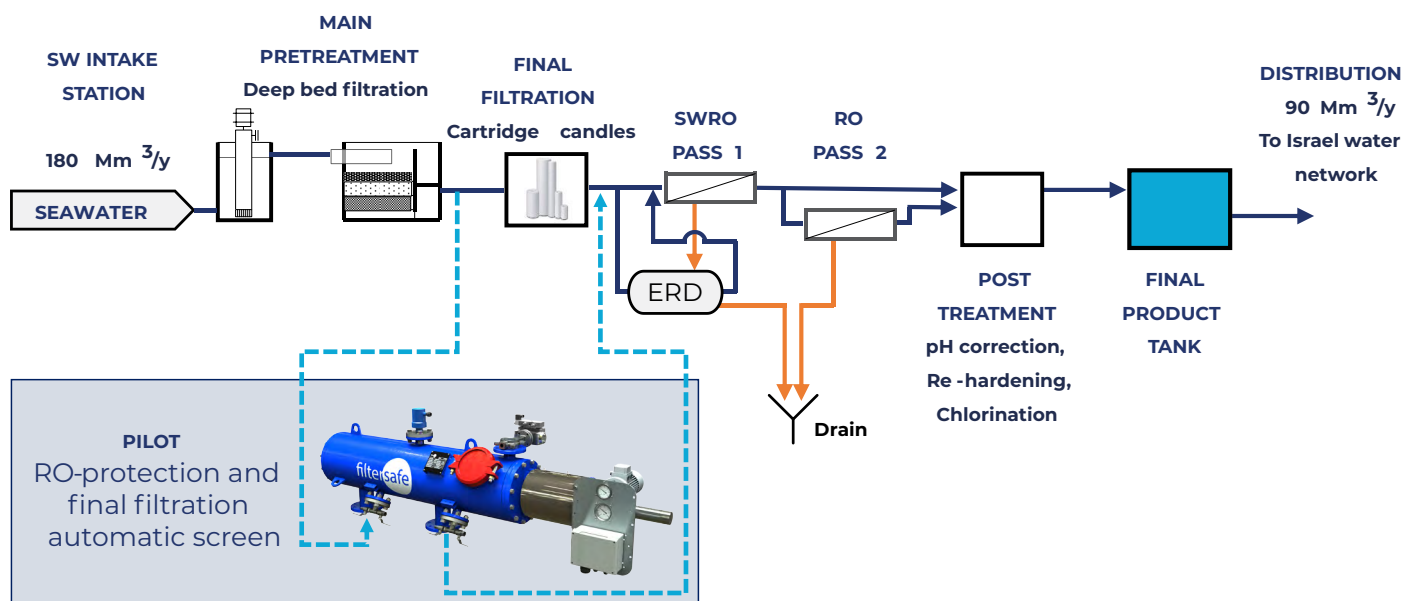 SW INTAKE
STATION
180 Mm 3/y
SEAWATER
MAIN
PRETREATMENT
Deep bed filtration
FINAL
FILTRATION
Cartridge candles
SWRO
PASS 1
RO
PASS 2
ERD
Drain
POST
TREATMENT
pH correction,
Re -hardening,
Chlorination
FINAL
PRODUCT
TANK
DISTRIBUTION
90 Mm 3/y
To Israel water
network
PILOT
RO-protection and
final filtration
automatic screen
filtersafe